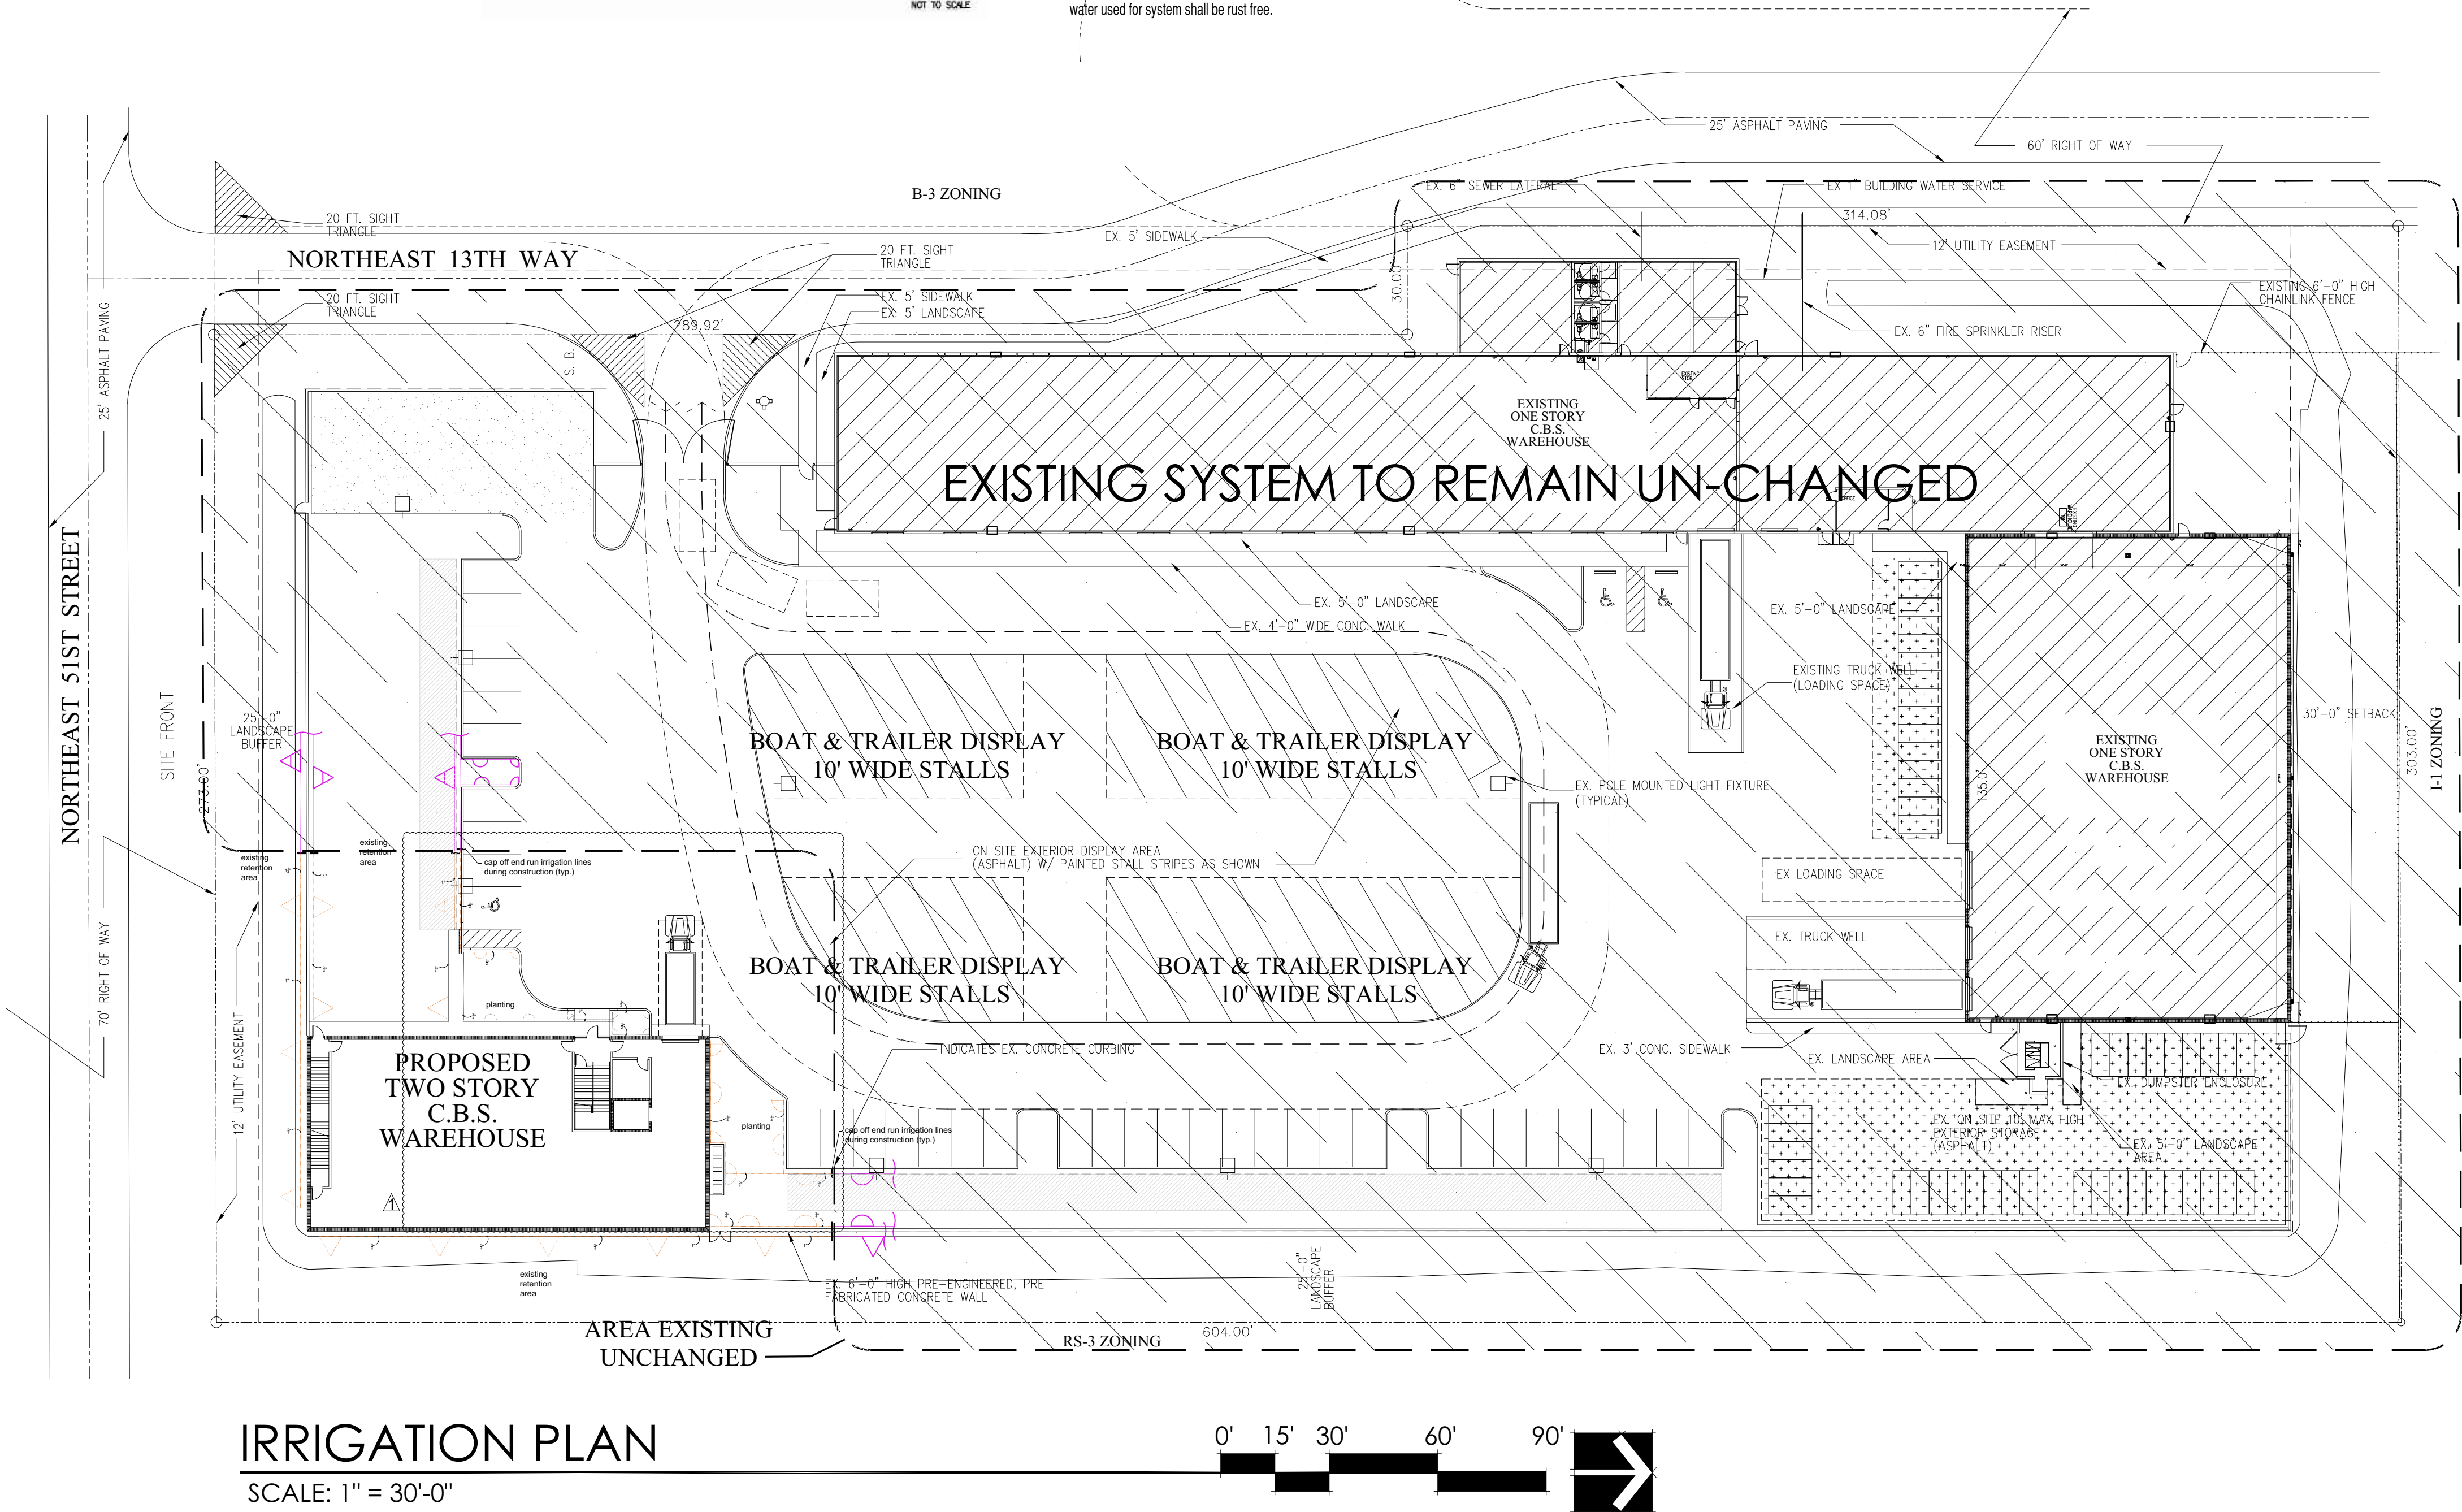 NOT TO SCALE
water used for system shall be rust free.
25' ASPHALT PAVING
60' RIGHT OF WAY
B-3 ZONING
EX. 6" SEWER LATERAL
EX 1" BUILDING WATER SERVICE
314.08'
20 FT. SIGHT
TRIANGLE
EX. 5' SIDEWALK
12' UTILITY EASEMENT
NORTHEAST 13TH WAY
20 FT. SIGHT
TRIANGLE
30.00'
EXISTING 6'-0" HIGH
CHAINLINK FENCE
20 FT. SIGHT
TRIANGLE
EX. 5' SIDEWALK
EX. 5' LANDSCAPE
289.92'
EX. 6" FIRE SPRINKLER RISER
25' ASPHALT PAVING
S. B.
EXISTING
STOR.
EXISTING
ONE STORY
C.B.S.
WAREHOUSE
EXISTING SYSTEM TO REMAIN UN-CHANGED
OFFICE
NORTHEAST 51ST STREET
EX. 5'-0" LANDSCAPE
EX. 5'-0" LANDSCAPE
EX. 4'-0" WIDE CONC. WALK
EXISTING TRUCK WELL
(LOADING SPACE)
SITE FRONT
25'-0"
LANDSCAPE
BUFFER
273.00'
BOAT & TRAILER DISPLAY
10' WIDE STALLS
BOAT & TRAILER DISPLAY
10' WIDE STALLS
EXISTING
ONE STORY
C.B.S.
WAREHOUSE
135.0'
30'-0" SETBACK
303.00'
I-1 ZONING
EX. POLE MOUNTED LIGHT FIXTURE
(TYPICAL)
existing
retention
area
existing
retention
area
cap off end run irrigation lines
during construction (typ.)
ON SITE EXTERIOR DISPLAY AREA
(ASPHALT) W/ PAINTED STALL STRIPES AS SHOWN
EX LOADING SPACE
70' RIGHT OF WAY
12' UTILITY EASEMENT
EX. TRUCK WELL
BOAT & TRAILER DISPLAY
10' WIDE STALLS
BOAT & TRAILER DISPLAY
10' WIDE STALLS
planting
INDICATES EX. CONCRETE CURBING
EX. 3' CONC. SIDEWALK
EX. LANDSCAPE AREA
EX. DUMPSTER ENCLOSURE
PROPOSED
TWO STORY
C.B.S.
WAREHOUSE
1
planting
cap off end run irrigation lines
during construction (typ.)
EX. ON SITE 10' MAX HIGH
EXTERIOR STORAGE
(ASPHALT)
EX. 5'-0" LANDSCAPE
AREA
existing
retention
area
EX. 6'-0" HIGH PRE-ENGINEERED, PRE
FABRICATED CONCRETE WALL
25'-0"
LANDSCAPE
BUFFER
AREA EXISTING
UNCHANGED
RS-3 ZONING
604.00'
IRRIGATION PLAN
SCALE: 1" = 30'-0"
0' 15' 30' 60' 90'